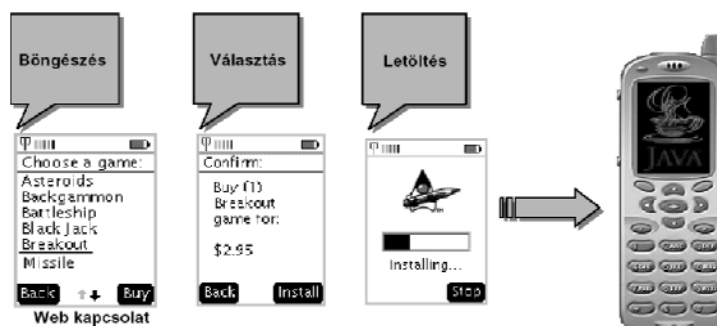 Böngészés
Választás
Letöltés
Choose a game:
Asteroids
Backgammon
Battleship
Black Jack
Breakout
Missile
Back
Buy
Web kapcsolat
Confirm:
Buy (1)
Breakout
game for:
$2.95
Back
Install
Installing...
Stop
JAVA